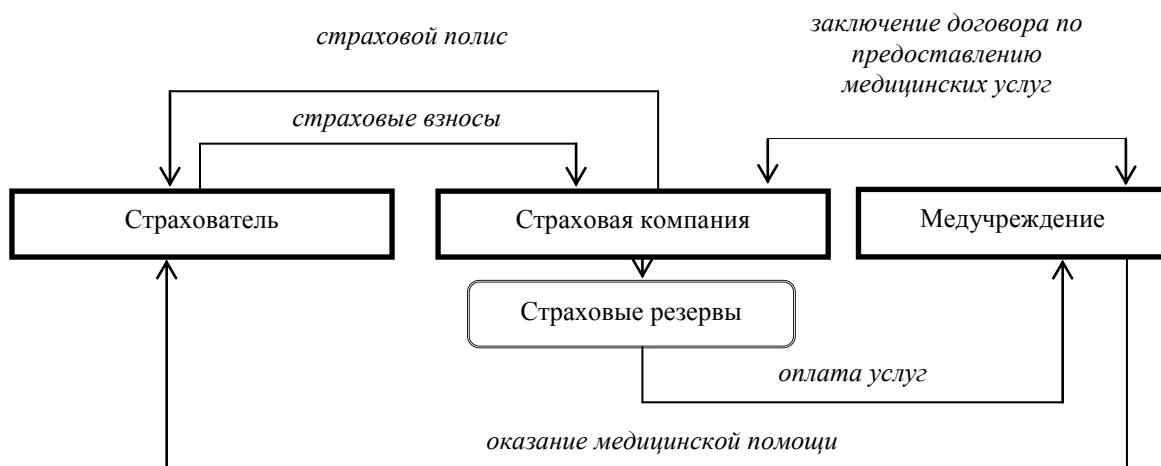 страховой полис
заключение договора по
предоставлению
медицинских услуг
страховые взносы
Страхователь
Страховая компания
Медучреждение
Страховые резервы
оплата услуг
оказание медицинской помощи